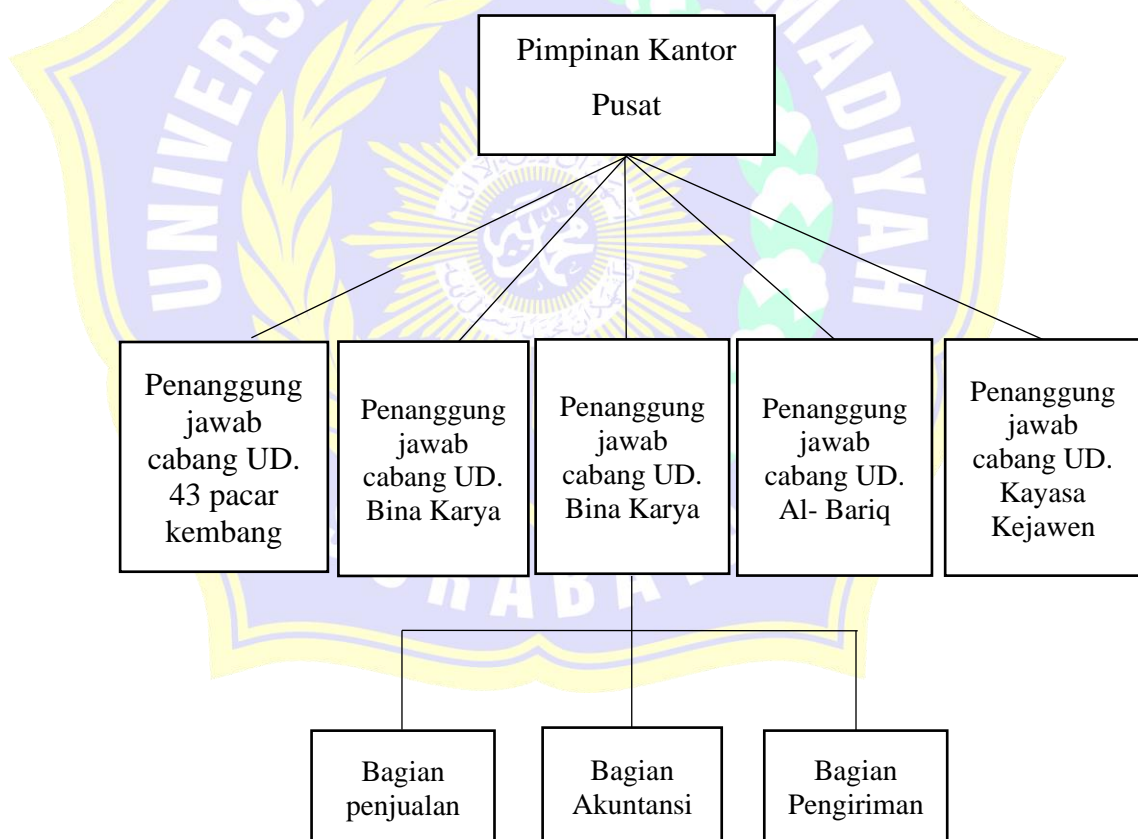 Pimpinan Kantor
Pusat
Penanggung
jawab
cabang UD.
43 pacar
kembang
Penanggung
jawab
cabang UD.
Bina Karya
Penanggung
jawab
cabang UD.
Bina Karya
Penanggung
jawab
cabang UD.
Al- Bariq
Penanggung
jawab
cabang UD.
Kayasa
Kejawen
Bagian
penjualan
Bagian
Akuntansi
Bagian
Pengiriman